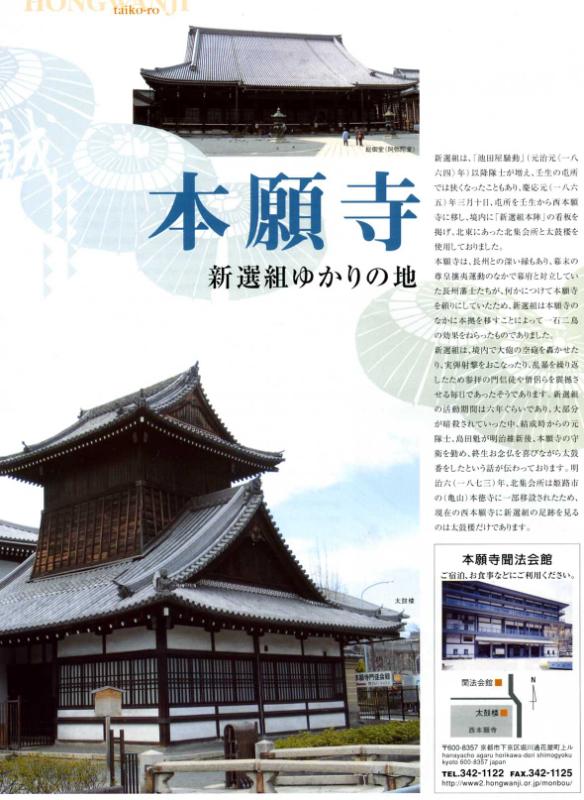 HONGWANJI
taiko-ro
総御堂(阿弥陀堂)
本願寺
新選組ゆかりの地
新選組は、「池田屋騒動」(元治元(一八
六四)年)以降隊士が増え、壬生の屯所
では狭くなったこともあり、慶応元(一八六
五)年三月十日、屯所を壬生から西本願
寺に移し、境内に「新選組本陣」の看板を
掲げ、北東にあった北集会所と太鼓楼を
使用しておりました。
本願寺は、長州との深い縁もあり、幕末の
尊皇攘夷運動のなかで幕府と対立してい
た長州藩士たちが、何かにつけて本願寺
を頼りにしていたため、新選組は本願寺の
なかに本拠を移すことによって一石二鳥
の効果をねらったものでありました。
新選組は、境内で大砲の空砲を轟かせた
り、実弾射撃をおこなったり、乱暴を繰り返
したため参拝の門信徒や僧侶らを震撼さ
せる毎日であったそうであります。新選組
の活動期間は六年ぐらいであり、大部分
が暗殺されていった中、結成時からの元
隊士、島田魁が明治維新後、本願寺の守
衛を勤め、終生お念仏を喜びながら太鼓
番をしたという話が伝わっております。明
治六(一八七三)年、北集会所は姫路市
の(亀山)本徳寺に一部移設されたため、
現在の西本願寺に新選組の足跡を見る
のは太鼓楼だけであります。
太鼓楼
本願寺聞法会館
本願寺聞法会館
ご宿泊、お食事などにご利用ください。
聞法会館
N
太鼓楼
西本願寺
〒600-8357 京都市下京区堀川通花屋町上ル
hanayacho agaru horikawa-dori shimogyoku
kyoto 600-8357 japan
TEL.342-1122 FAX.342-1125
http://www2.hongwanji.or.jp/monbou/